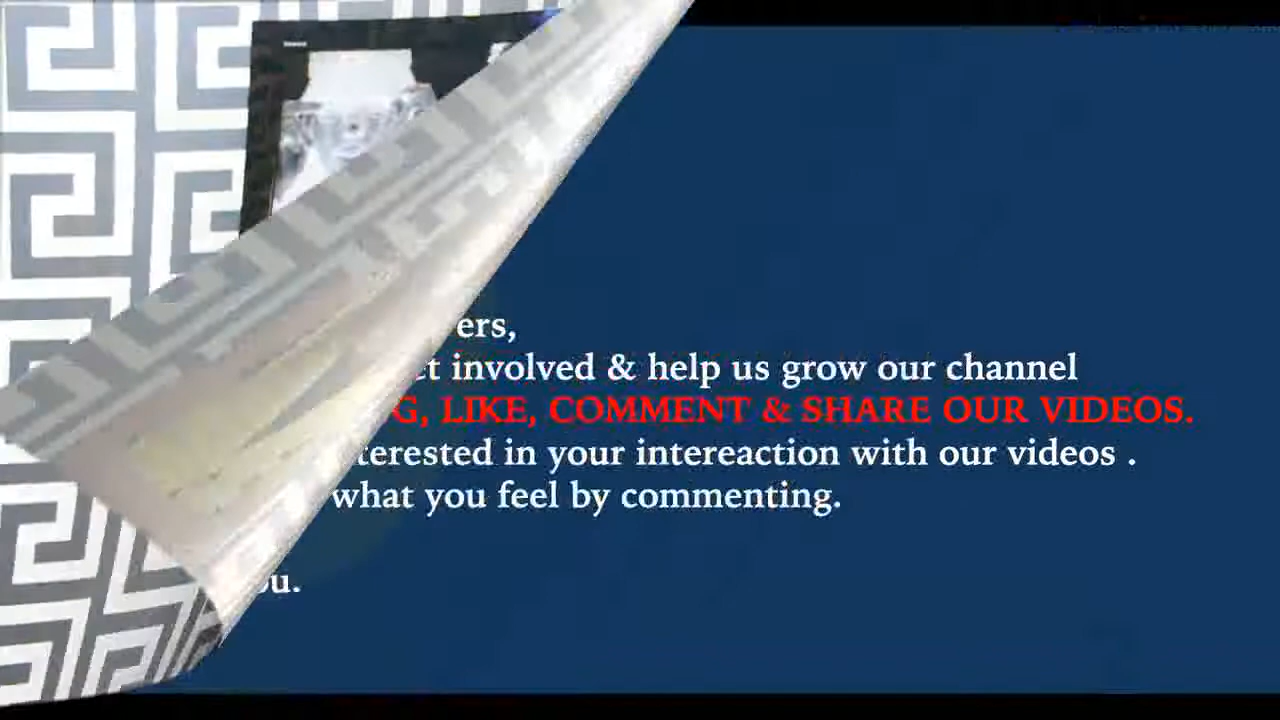 ers,
et involved & help us grow our channel
G, LIKE, COMMENT & SHARE OUR VIDEOS.
terested in your intereaction with our videos .
what you feel by commenting.
ou.